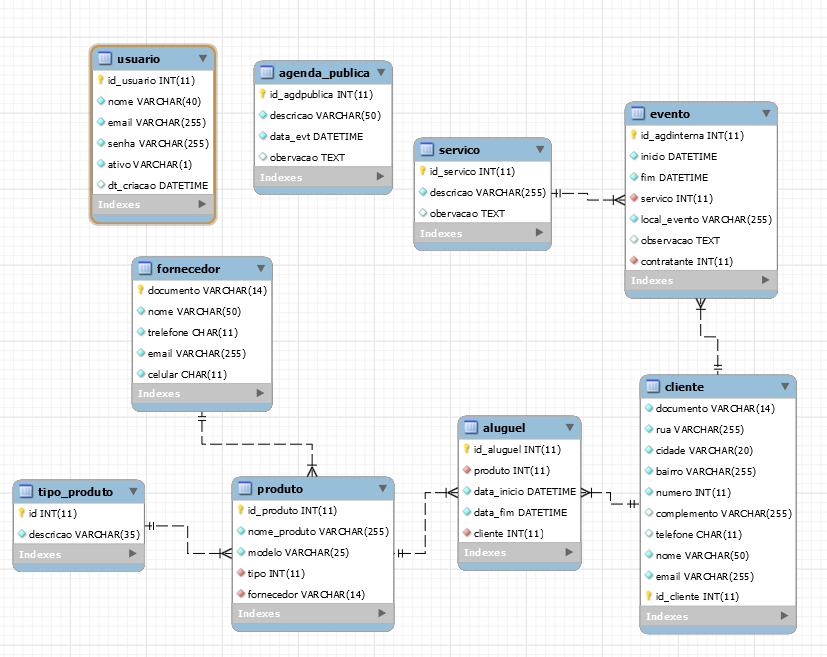 usuario
id_usuario INT(11)
nome VARCHAR(40)
email VARCHAR(255)
senha VARCHAR(255)
ativo VARCHAR(1)
dt_criacao DATETIME
Indexes
agenda_publica
id_agdpublica INT(11)
descricao VARCHAR(50)
data_evt DATETIME
obervacao TEXT
Indexes
servico
id_servico INT(11)
descricao VARCHAR(255)
obervacao TEXT
Indexes
evento
id_agdinterna INT(11)
inicio DATETIME
fim DATETIME
servico INT(11)
local_evento VARCHAR(255)
observacao TEXT
contratante INT(11)
Indexes
fornecedor
documento VARCHAR(14)
nome VARCHAR(50)
trelefone CHAR(11)
email VARCHAR(255)
celular CHAR(11)
Indexes
tipo_produto
id INT(11)
descricao VARCHAR(35)
Indexes
produto
id_produto INT(11)
nome_produto VARCHAR(255)
modelo VARCHAR(25)
tipo INT(11)
fornecedor VARCHAR(14)
Indexes
aluguel
id_aluguel INT(11)
produto INT(11)
data_inicio DATETIME
data_fim DATETIME
cliente INT(11)
Indexes
cliente
documento VARCHAR(14)
rua VARCHAR(255)
cidade VARCHAR(20)
bairro VARCHAR(255)
numero INT(11)
complemento VARCHAR(255)
telefone CHAR(11)
nome VARCHAR(50)
email VARCHAR(255)
id_cliente INT(11)
Indexes